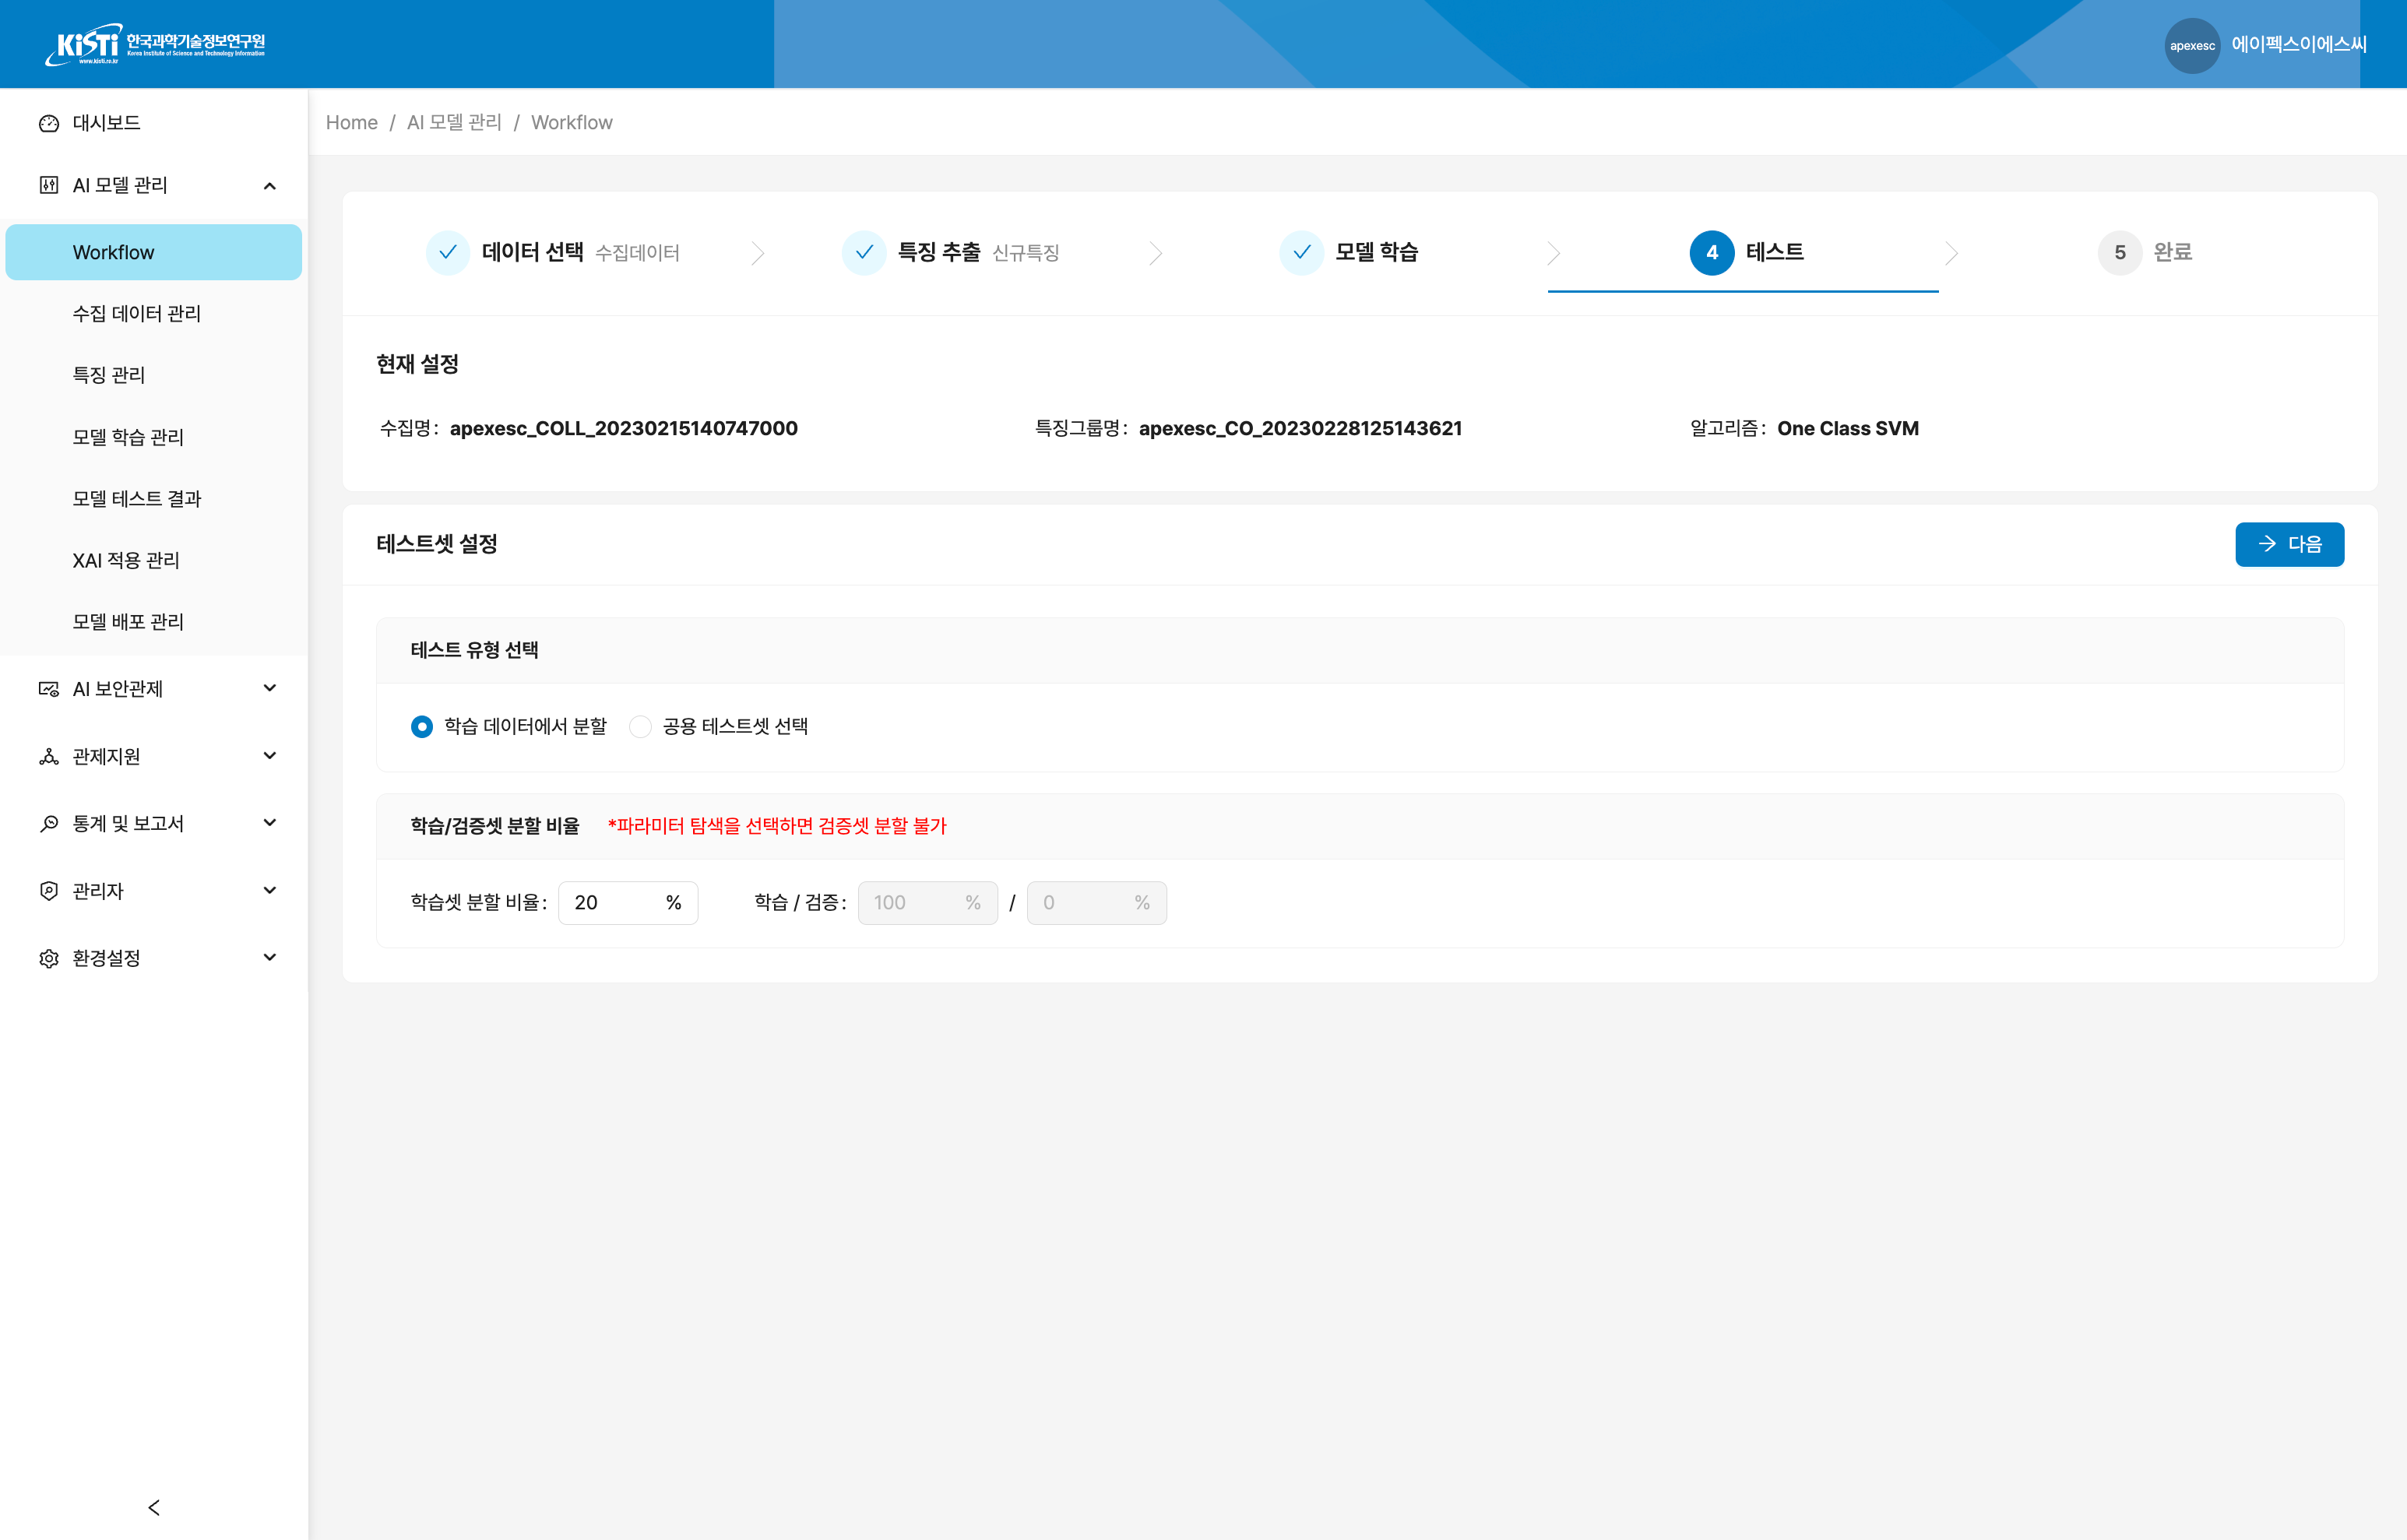 KiSTi 한국과학기술정보연구원
Korea Institute of Science and Technology Information
www.kisti.re.kr
apexesc 에이펙스이에스씨
대시보드
AI 모델 관리
Workflow
수집 데이터 관리
특징 관리
모델 학습 관리
모델 테스트 결과
XAI 적용 관리
모델 배포 관리
AI 보안관제
관제지원
통계 및 보고서
관리자
환경설정
Home / AI 모델 관리 / Workflow
데이터 선택 수집데이터
특징 추출 신규특징
모델 학습
4 테스트
5 완료
현재 설정
수집명: apexesc_COLL_20230215140747000
특징그룹명: apexesc_CO_20230228125143621
알고리즘: One Class SVM
테스트셋 설정
다음
테스트 유형 선택
학습 데이터에서 분할 공용 테스트셋 선택
학습/검증셋 분할 비율 *파라미터 탐색을 선택하면 검증셋 분할 불가
학습셋 분할 비율: 20 % 학습 / 검증: 100 % / 0 %